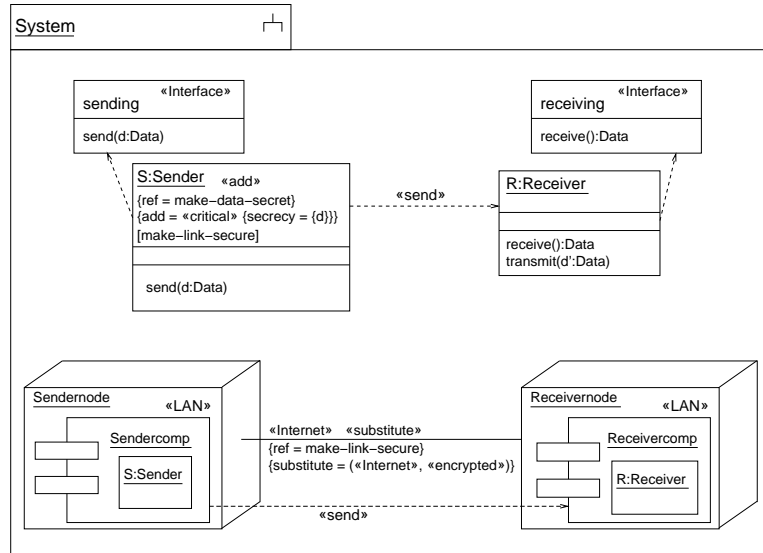 System
«Interface»
sending
send(d:Data)
«Interface»
receiving
receive():Data
S:Sender «add»
{ref = make−data−secret}
{add = «critical» {secrecy = {d}}}
[make−link−secure]
send(d:Data)
«send»
R:Receiver
receive():Data
transmit(d':Data)
Sendernode
«LAN»
Sendercomp
S:Sender
«Internet» «substitute»
{ref = make−link−secure}
{substitute = («Internet», «encrypted»)}
«send»
Receivernode
«LAN»
Receivercomp
R:Receiver